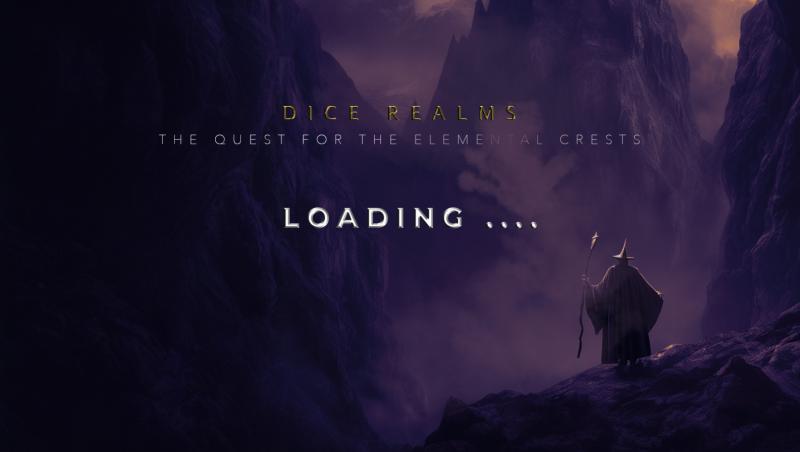 DICE REALMS
THE QUEST FOR THE ELEMENTAL CRESTS
LOADING ....